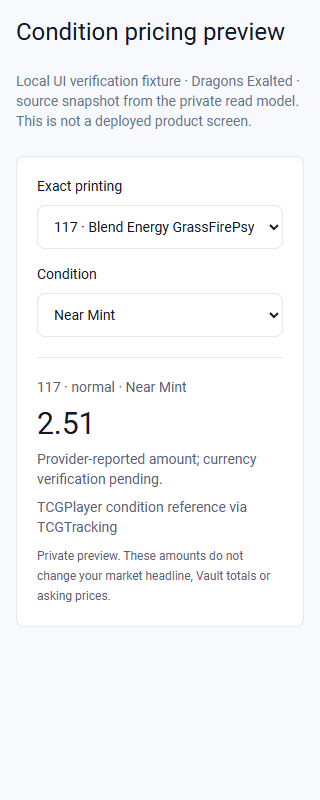 Condition pricing preview
Local UI verification fixture · Dragons Exalted ·
source snapshot from the private read model.
This is not a deployed product screen.
Exact printing
117 · Blend Energy GrassFirePsy
Condition
Near Mint
117 · normal · Near Mint
2.51
Provider-reported amount; currency
verification pending.
TCGPlayer condition reference via
TCGTracking
Private preview. These amounts do not
change your market headline, Vault totals or
asking prices.